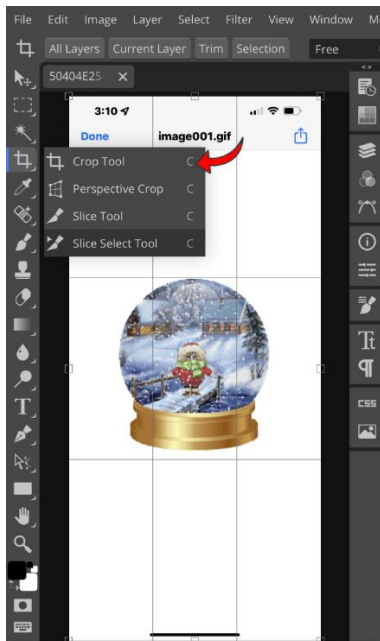 File Edit Image Layer Select Filter View Window M
All Layers Current Layer Trim Selection Free
50404E25 ×
3:10
Done image001.gif
Crop Tool C
Perspective Crop C
Slice Tool C
Slice Select Tool C
Tt
¶
T
CSS